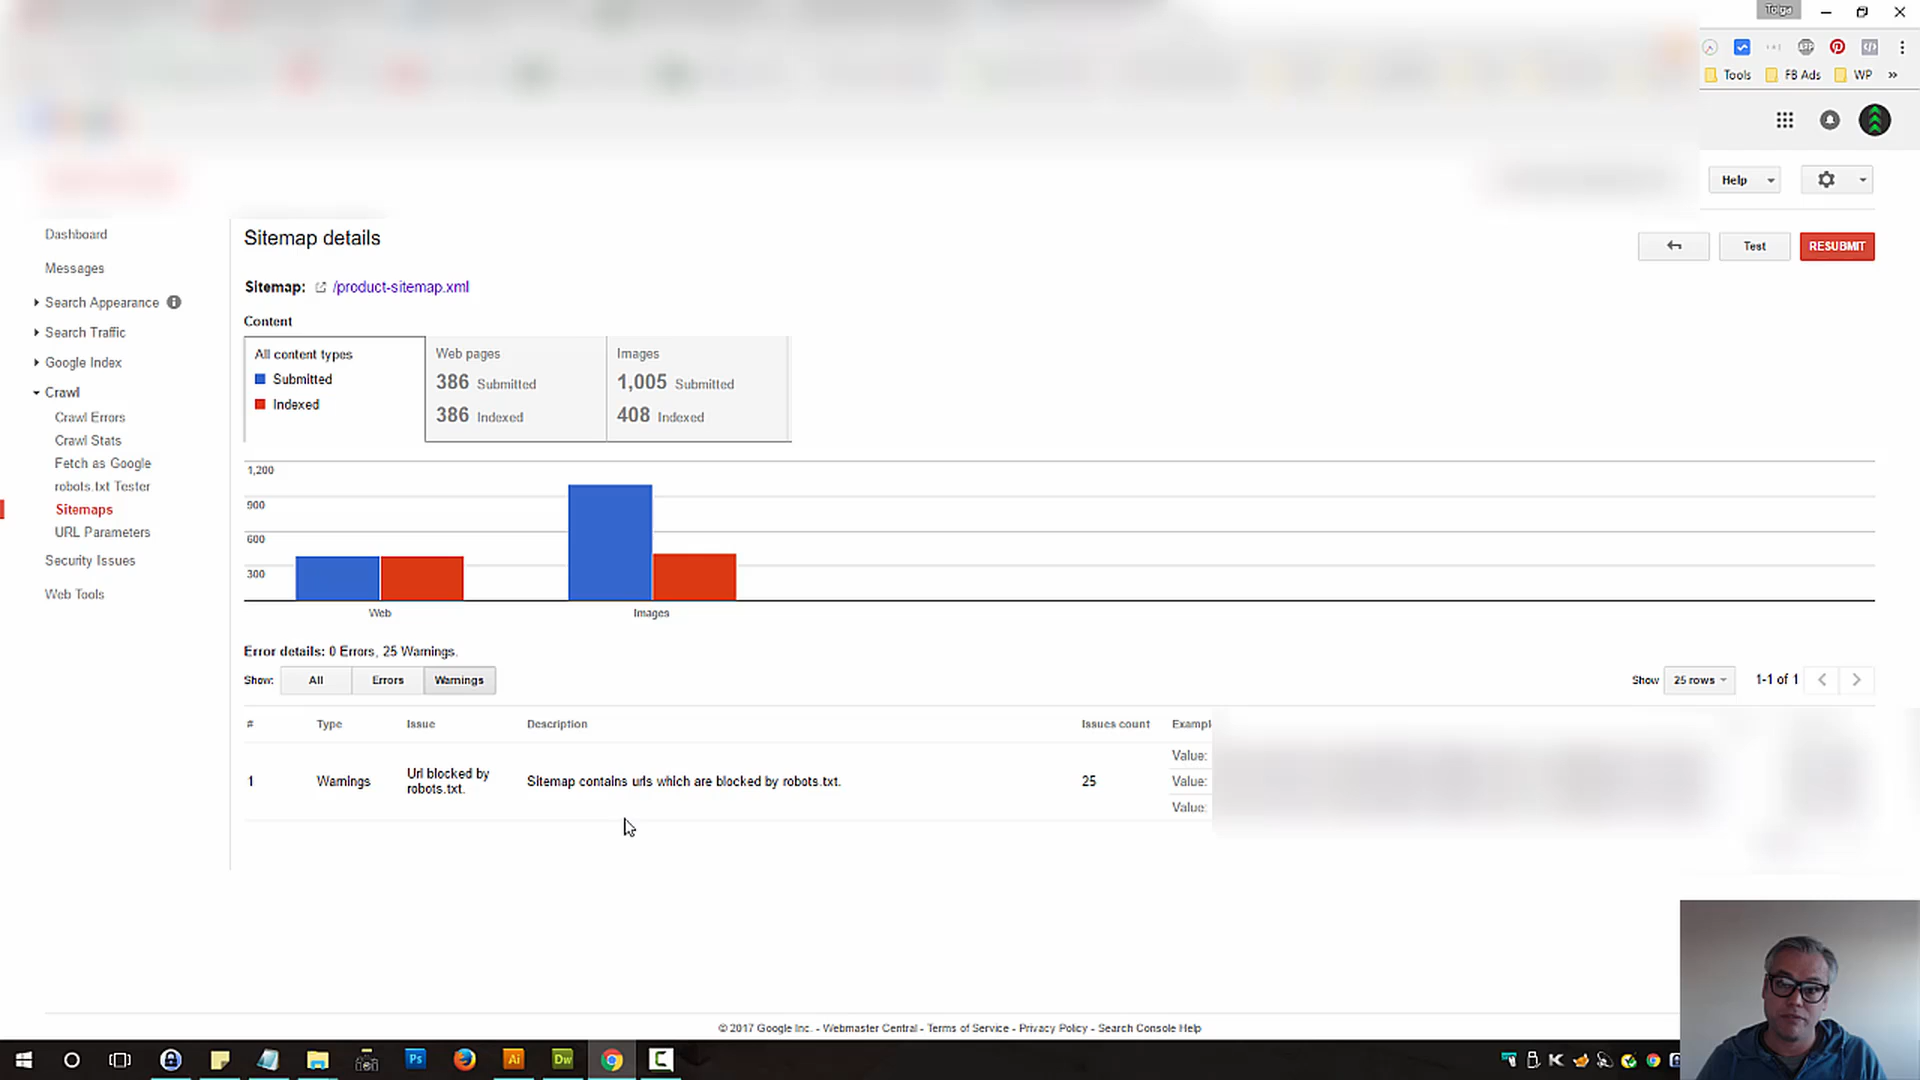 Tolga
Tools
FB Ads
WP
»
Help
Dashboard
Messages
Search Appearance
Search Traffic
Google Index
Crawl
Crawl Errors
Crawl Stats
Fetch as Google
robots.txt Tester
Sitemaps
URL Parameters
Security Issues
Web Tools
Sitemap details
Test
RESUBMIT
Sitemap: /product-sitemap.xml
Content
All content types
Submitted
Indexed
Web pages
386 Submitted
386 Indexed
Images
1,005 Submitted
408 Indexed
1,200
900
600
300
Web
Images
Error details: 0 Errors, 25 Warnings.
Show: All Errors Warnings
Show 25 rows 1-1 of 1
# Type Issue Description Issues count Exampl
1 Warnings Url blocked by
robots.txt. Sitemap contains urls which are blocked by robots.txt. 25
Value:
Value:
Value:
© 2017 Google Inc. - Webmaster Central - Terms of Service - Privacy Policy - Search Console Help
Ps
Ai
Dw